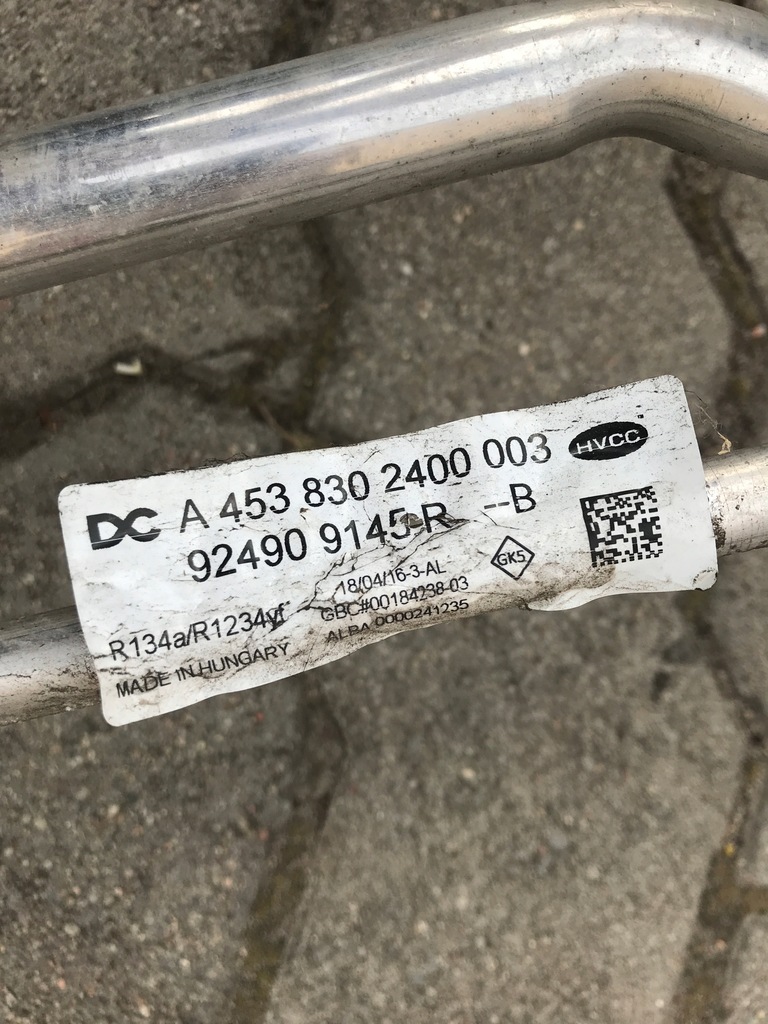 DC A 453 830 2400 003 HVCC
92490 9145 R --B
18/04/16-3-AL GK5
R134a/R1234yf GBC#00184238-03
MADE IN HUNGARY ALBA 0000241235